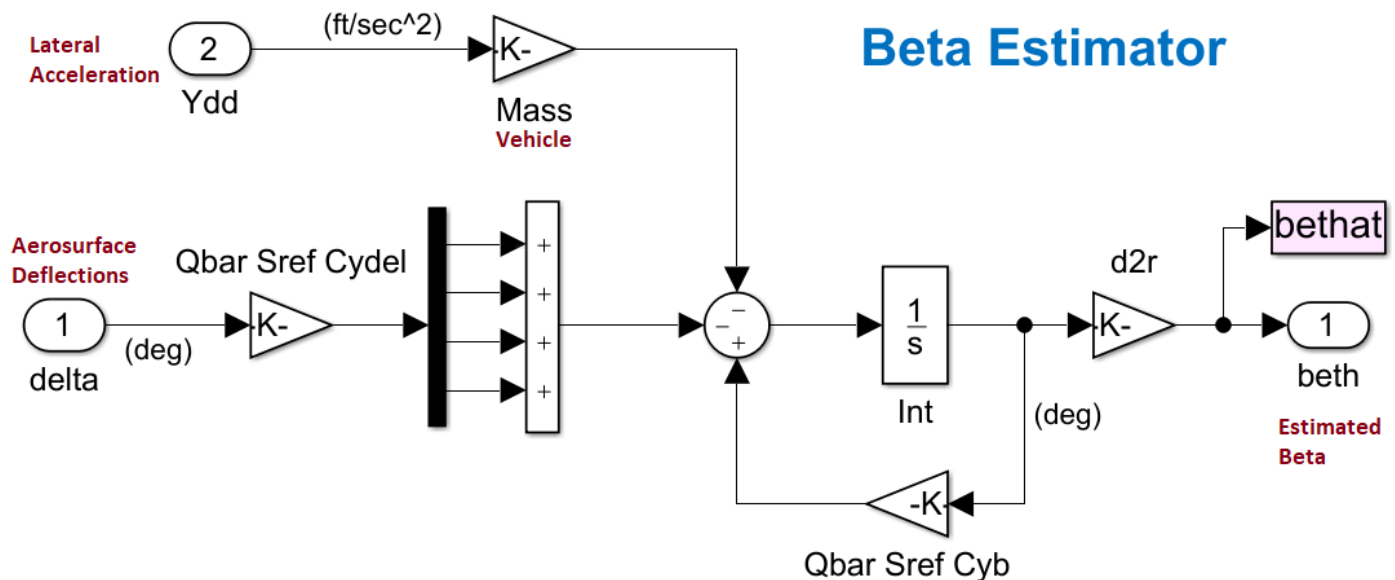 (ft/sec^2)
Beta Estimator
Lateral
Acceleration
2
-K-
Ydd
Mass
Vehicle
-
-
+
Aerosurface
Deflections
Qbar Sref Cydel
1
-K-
(deg)
delta
+
+
+
+
1
s
Int
d2r
-K-
bethat
1
beth
(deg)
Estimated
Beta
-K-
Qbar Sref Cyb